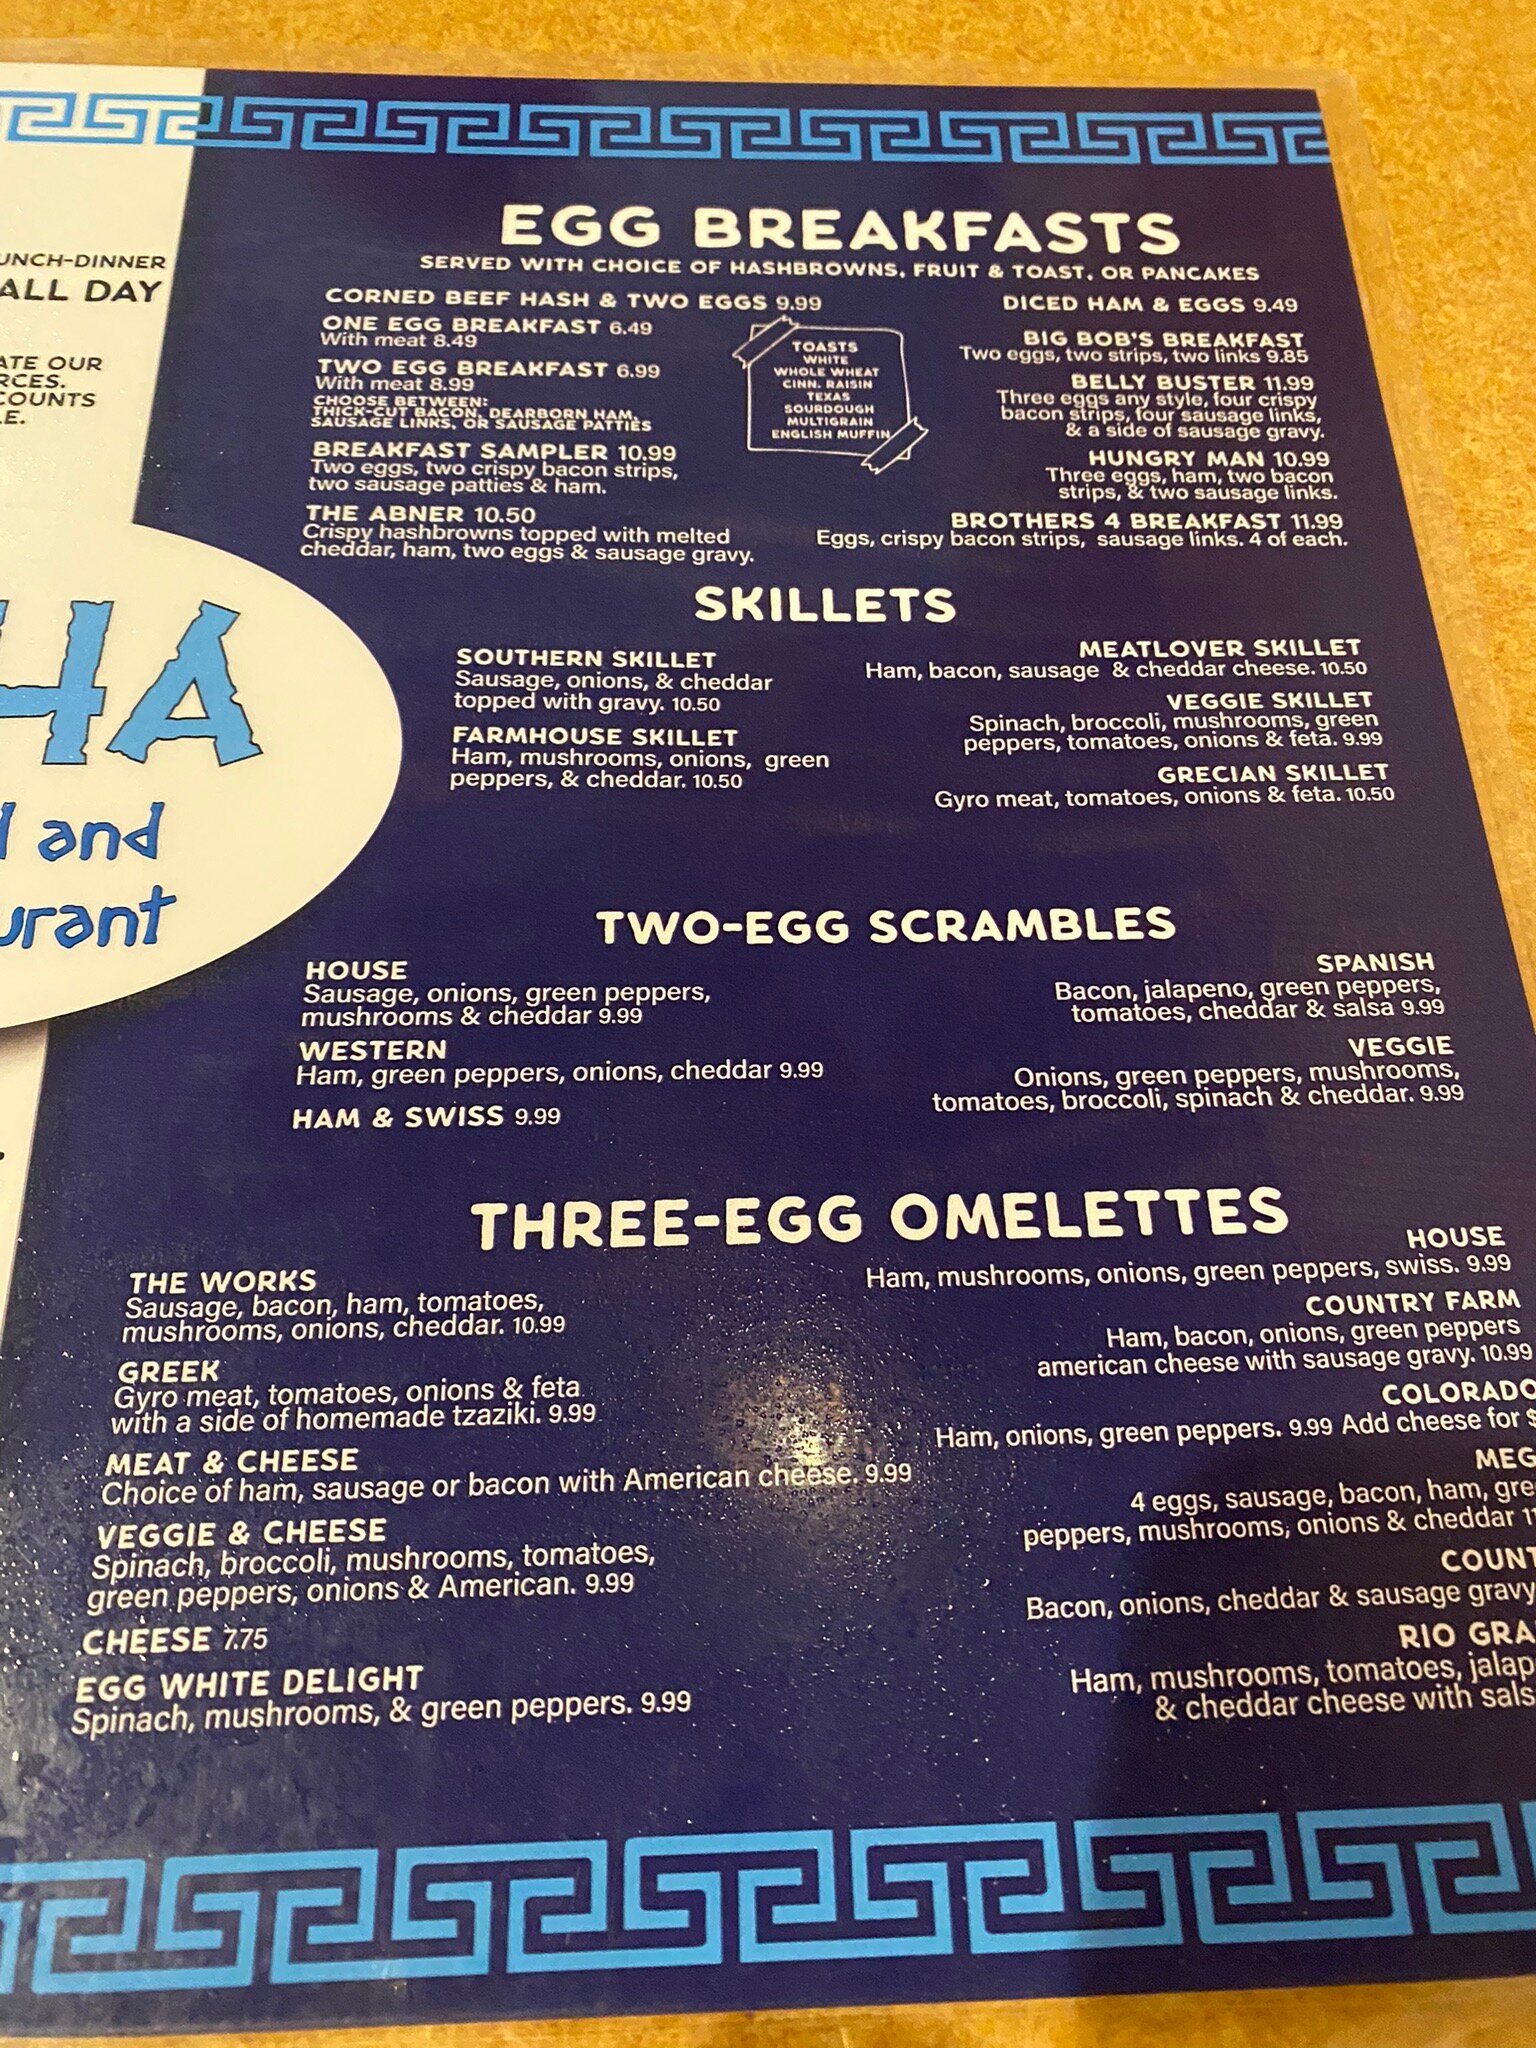 UNCH-DINNER
ALL DAY
ATE OUR
RCES.
COUNTS
LE.
HA
and
urant
EGG BREAKFASTS
SERVED WITH CHOICE OF HASHBROWNS, FRUIT & TOAST, OR PANCAKES
CORNED BEEF HASH & TWO EGGS 9.99
ONE EGG BREAKFAST 6.49
With meat 8.49
TWO EGG BREAKFAST 6.99
With meat 8.99
CHOOSE BETWEEN:
THICK-CUT BACON, DEARBORN HAM,
SAUSAGE LINKS, OR SAUSAGE PATTIES
BREAKFAST SAMPLER 10.99
Two eggs, two crispy bacon strips,
two sausage patties & ham.
THE ABNER 10.50
Crispy hashbrowns topped with melted
cheddar, ham, two eggs & sausage gravy.
TOASTS
WHITE
WHOLE WHEAT
CINN. RAISIN
TEXAS
SOURDOUGH
MULTIGRAIN
ENGLISH MUFFIN
DICED HAM & EGGS 9.49
BIG BOB'S BREAKFAST
Two eggs, two strips, two links 9.85
BELLY BUSTER 11.99
Three eggs any style, four crispy
bacon strips, four sausage links,
& a side of sausage gravy.
HUNGRY MAN 10.99
Three eggs, ham, two bacon
strips, & two sausage links.
BROTHERS 4 BREAKFAST 11.99
Eggs, crispy bacon strips, sausage links. 4 of each.
SKILLETS
SOUTHERN SKILLET
Sausage, onions, & cheddar
topped with gravy. 10.50
FARMHOUSE SKILLET
Ham, mushrooms, onions, green
peppers, & cheddar. 10.50
MEATLOVER SKILLET
Ham, bacon, sausage & cheddar cheese. 10.50
VEGGIE SKILLET
Spinach, broccoli, mushrooms, green
peppers, tomatoes, onions & feta. 9.99
GRECIAN SKILLET
Gyro meat, tomatoes, onions & feta. 10.50
TWO-EGG SCRAMBLES
HOUSE
Sausage, onions, green peppers,
mushrooms & cheddar 9.99
WESTERN
Ham, green peppers, onions, cheddar 9.99
HAM & SWISS 9.99
SPANISH
Bacon, jalapeno, green peppers,
tomatoes, cheddar & salsa 9.99
VEGGIE
Onions, green peppers, mushrooms,
tomatoes, broccoli, spinach & cheddar. 9.99
THREE-EGG OMELETTES
THE WORKS
Sausage, bacon, ham, tomatoes,
mushrooms, onions, cheddar. 10.99
GREEK
Gyro meat, tomatoes, onions & feta
with a side of homemade tzaziki. 9.99
MEAT & CHEESE
Choice of ham, sausage or bacon with American cheese. 9.99
VEGGIE & CHEESE
Spinach, broccoli, mushrooms, tomatoes,
green peppers, onions & American. 9.99
CHEESE 7.75
EGG WHITE DELIGHT
Spinach, mushrooms, & green peppers. 9.99
HOUSE
Ham, mushrooms, onions, green peppers, swiss. 9.99
COUNTRY FARM
Ham, bacon, onions, green peppers
american cheese with sausage gravy. 10.99
COLORADO
Ham, onions, green peppers. 9.99 Add cheese for $
MEG
4 eggs, sausage, bacon, ham, gre
peppers, mushrooms, onions & cheddar 1
COUNT
Bacon, onions, cheddar & sausage gravy
RIO GRA
Ham, mushrooms, tomatoes, jalap
& cheddar cheese with sals